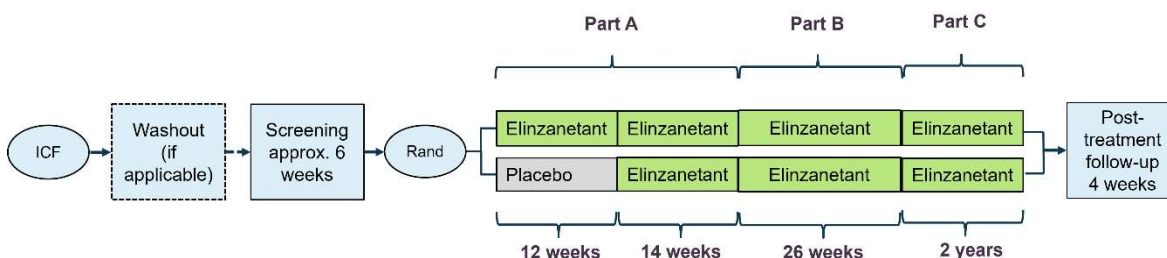 Part A
Part B
Part C
ICF
Washout
(if
applicable)
Screening
approx. 6
weeks
Rand
Elinzanetant
Elinzanetant
Elinzanetant
Elinzanetant
Placebo
Elinzanetant
Elinzanetant
Elinzanetant
Post-
treatment
follow-up
4 weeks
12 weeks
14 weeks
26 weeks
2 years